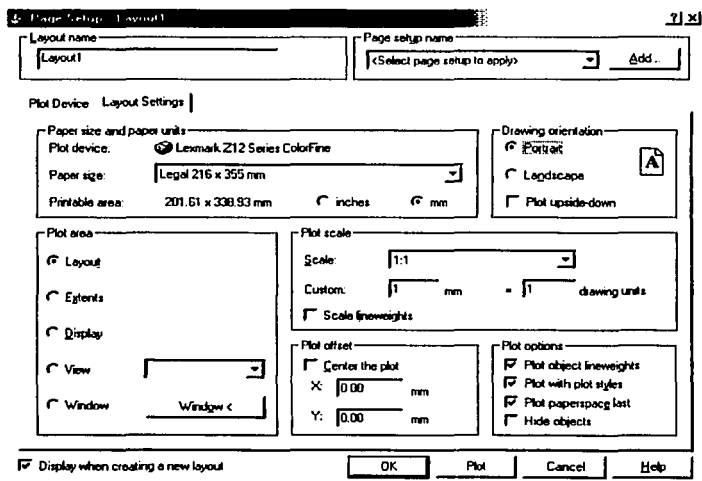 Page Setup - Layout1
Layout name
Layout1
Page setup name
<Select page setup to apply>
Add...
Plot Device Layout Settings
Paper size and paper units
Plot device: Lexmark Z12 Series ColorFine
Paper size: Legal 216 x 355 mm
Printable area: 201.61 x 338.93 mm inches mm
Drawing orientation
Portrait
Landscape
Plot upside-down
A
Plot area
Layout
Extents
Display
View
Window Window <
Plot scale
Scale: 1:1
Custom: 1 mm = 1 drawing units
Scale lineweights
Plot offset
Center the plot
X: 0.00 mm
Y: 0.00 mm
Plot options
Plot object lineweights
Plot with plot styles
Plot paperspace last
Hide objects
Display when creating a new layout
OK Plot Cancel Help